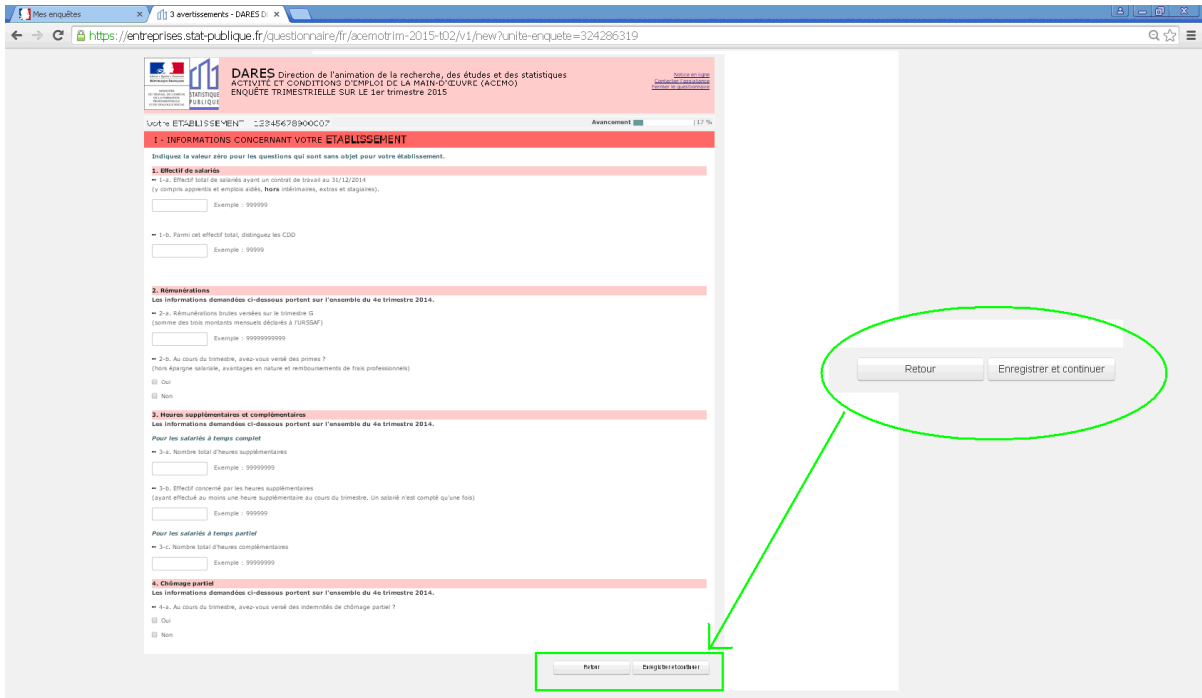 Mes enquêtes
3 avertissements - DARES D
https://entreprises.stat-publique.fr/questionnaire/fr/acemotrim-2015-t02/v1/new?unite-enquete=324286319
DARES Direction de l'animation de la recherche, des études et des statistiques
ACTIVITÉ ET CONDITIONS D'EMPLOI DE LA MAIN-D'ŒUVRE (ACEMO)
ENQUÊTE TRIMESTRIELLE SUR LE 1er trimestre 2015
STATISTIQUE
PUBLIQUE
Notice en ligne
Contacter l'assistance
Fermer le questionnaire
Votre ETABLISSEMENT 12345678900007
Avancement 17 %
I - INFORMATIONS CONCERNANT VOTRE ETABLISSEMENT
Indiquez la valeur zéro pour les questions qui sont sans objet pour votre établissement.
1. Effectif de salariés
1-a. Effectif total de salariés ayant un contrat de travail au 31/12/2014
(y compris apprentis et emplois aidés, hors intérimaires, extras et stagiaires).
Exemple : 999999
1-b. Parmi cet effectif total, distinguez les CDD
Exemple : 99999
2. Rémunérations
Les informations demandées ci-dessous portent sur l'ensemble du 4e trimestre 2014.
2-a. Rémunérations brutes versées sur le trimestre G
(somme des trois montants mensuels déclarés à l'URSSAF)
Exemple : 99999999999
2-b. Au cours du trimestre, avez-vous versé des primes ?
(hors épargne salariale, avantages en nature et remboursements de frais professionnels)
Oui
Non
3. Heures supplémentaires et complémentaires
Les informations demandées ci-dessous portent sur l'ensemble du 4e trimestre 2014.
Pour les salariés à temps complet
3-a. Nombre total d'heures supplémentaires
Exemple : 99999999
3-b. Effectif concerné par les heures supplémentaires
(ayant effectué au moins une heure supplémentaire au cours du trimestre. Un salarié n'est compté qu'une fois)
Exemple : 999999
Pour les salariés à temps partiel
3-c. Nombre total d'heures complémentaires
Exemple : 99999999
4. Chômage partiel
Les informations demandées ci-dessous portent sur l'ensemble du 4e trimestre 2014.
4-a. Au cours du trimestre, avez-vous versé des indemnités de chômage partiel ?
Oui
Non
Retour Enregistrer et continuer
Retour Enregistrer et continuer